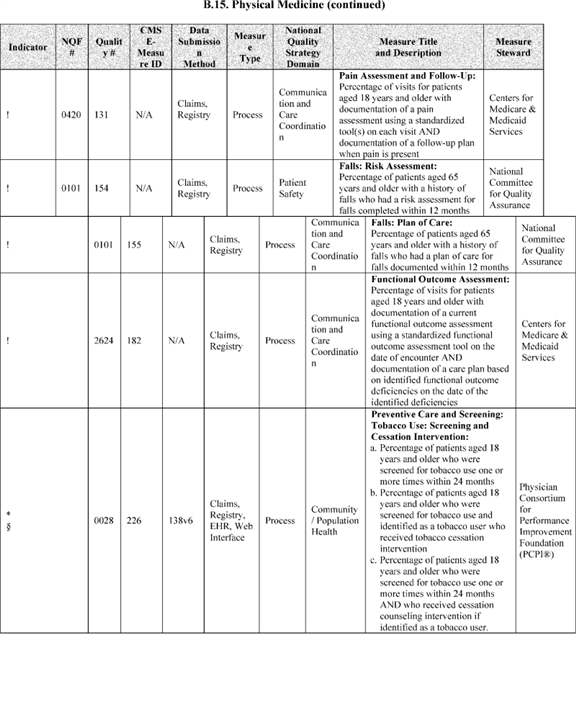 B.15. Physical Medicine (continued)
Indicator
NQF
#
Qualit
y #
CMS
E-
Measu
re ID
Data
Submissio
n
Method
Measur
e
Type
National
Quality
Strategy
Domain
Measure Title
and Description
Measure
Steward
!
0420
131
N/A
Claims,
Registry
Process
Communica
tion and
Care
Coordinatio
n
Pain Assessment and Follow-Up:
Percentage of visits for patients
aged 18 years and older with
documentation of a pain
assessment using a standardized
tool(s) on each visit AND
documentation of a follow-up plan
when pain is present
Centers for
Medicare &
Medicaid
Services
!
0101
154
N/A
Claims,
Registry
Process
Patient
Safety
Falls: Risk Assessment:
Percentage of patients aged 65
years and older with a history of
falls who had a risk assessment for
falls completed within 12 months
National
Committee
for Quality
Assurance
!
0101
155
N/A
Claims,
Registry
Process
Communica
tion and
Care
Coordinatio
n
Falls: Plan of Care:
Percentage of patients aged 65
years and older with a history of
falls who had a plan of care for
falls documented within 12 months
National
Committee
for Quality
Assurance
!
2624
182
N/A
Claims,
Registry
Process
Communica
tion and
Care
Coordinatio
n
Functional Outcome Assessment:
Percentage of visits for patients
aged 18 years and older with
documentation of a current
functional outcome assessment
using a standardized functional
outcome assessment tool on the
date of encounter AND
documentation of a care plan based
on identified functional outcome
deficiencies on the date of the
identified deficiencies
Centers for
Medicare &
Medicaid
Services
*
§
0028
226
138v6
Claims,
Registry,
EHR, Web
Interface
Process
Community
/ Population
Health
Preventive Care and Screening:
Tobacco Use: Screening and
Cessation Intervention:
a. Percentage of patients aged 18
years and older who were
screened for tobacco use one or
more times within 24 months
b. Percentage of patients aged 18
years and older who were
screened for tobacco use and
identified as a tobacco user who
received tobacco cessation
intervention
c. Percentage of patients aged 18
years and older who were
screened for tobacco use one or
more times within 24 months
AND who received cessation
counseling intervention if
identified as a tobacco user.
Physician
Consortium
for
Performance
Improvement
Foundation
(PCPI®)